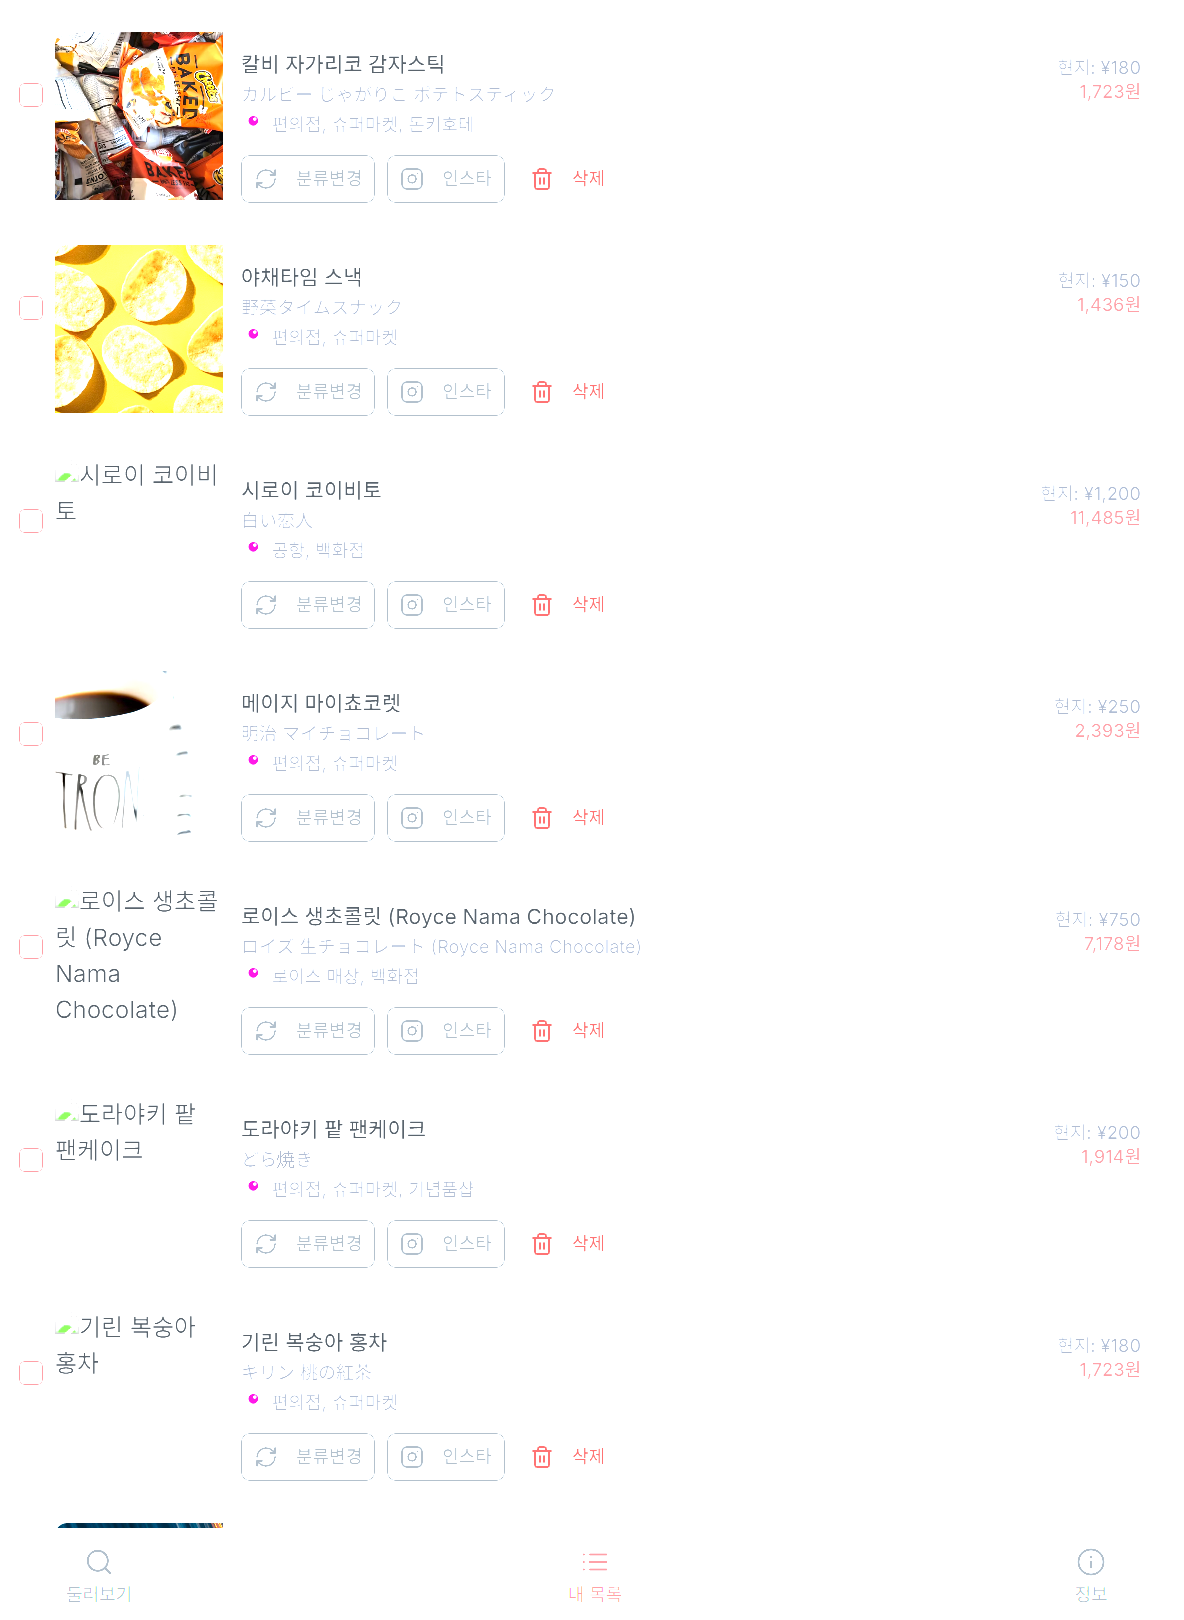 칼비 자가리코 감자스틱
カルビー じゃがりこ ポテトスティック
편의점, 슈퍼마켓, 돈키호테
현지: ¥180
1,723원
분류변경 인스타 삭제
BAKED
BAKED
야채타임 스낵
野菜タイムスナック
편의점, 슈퍼마켓
현지: ¥150
1,436원
분류변경 인스타 삭제
시로이 코이비
토
시로이 코이비토
白い恋人
공항, 백화점
현지: ¥1,200
11,485원
분류변경 인스타 삭제
BE
TRON
메이지 마이쵸코렛
明治 マイチョコレート
편의점, 슈퍼마켓
현지: ¥250
2,393원
분류변경 인스타 삭제
로이스 생초콜
릿 (Royce
Nama
Chocolate)
로이스 생초콜릿 (Royce Nama Chocolate)
ロイズ 生チョコレート (Royce Nama Chocolate)
로이스 매장, 백화점
현지: ¥750
7,178원
분류변경 인스타 삭제
도라야키 팥
팬케이크
도라야키 팥 팬케이크
どら焼き
편의점, 슈퍼마켓, 기념품샵
현지: ¥200
1,914원
분류변경 인스타 삭제
기린 복숭아
홍차
기린 복숭아 홍차
キリン 桃の紅茶
편의점, 슈퍼마켓
현지: ¥180
1,723원
분류변경 인스타 삭제
둘러보기 내 목록 정보